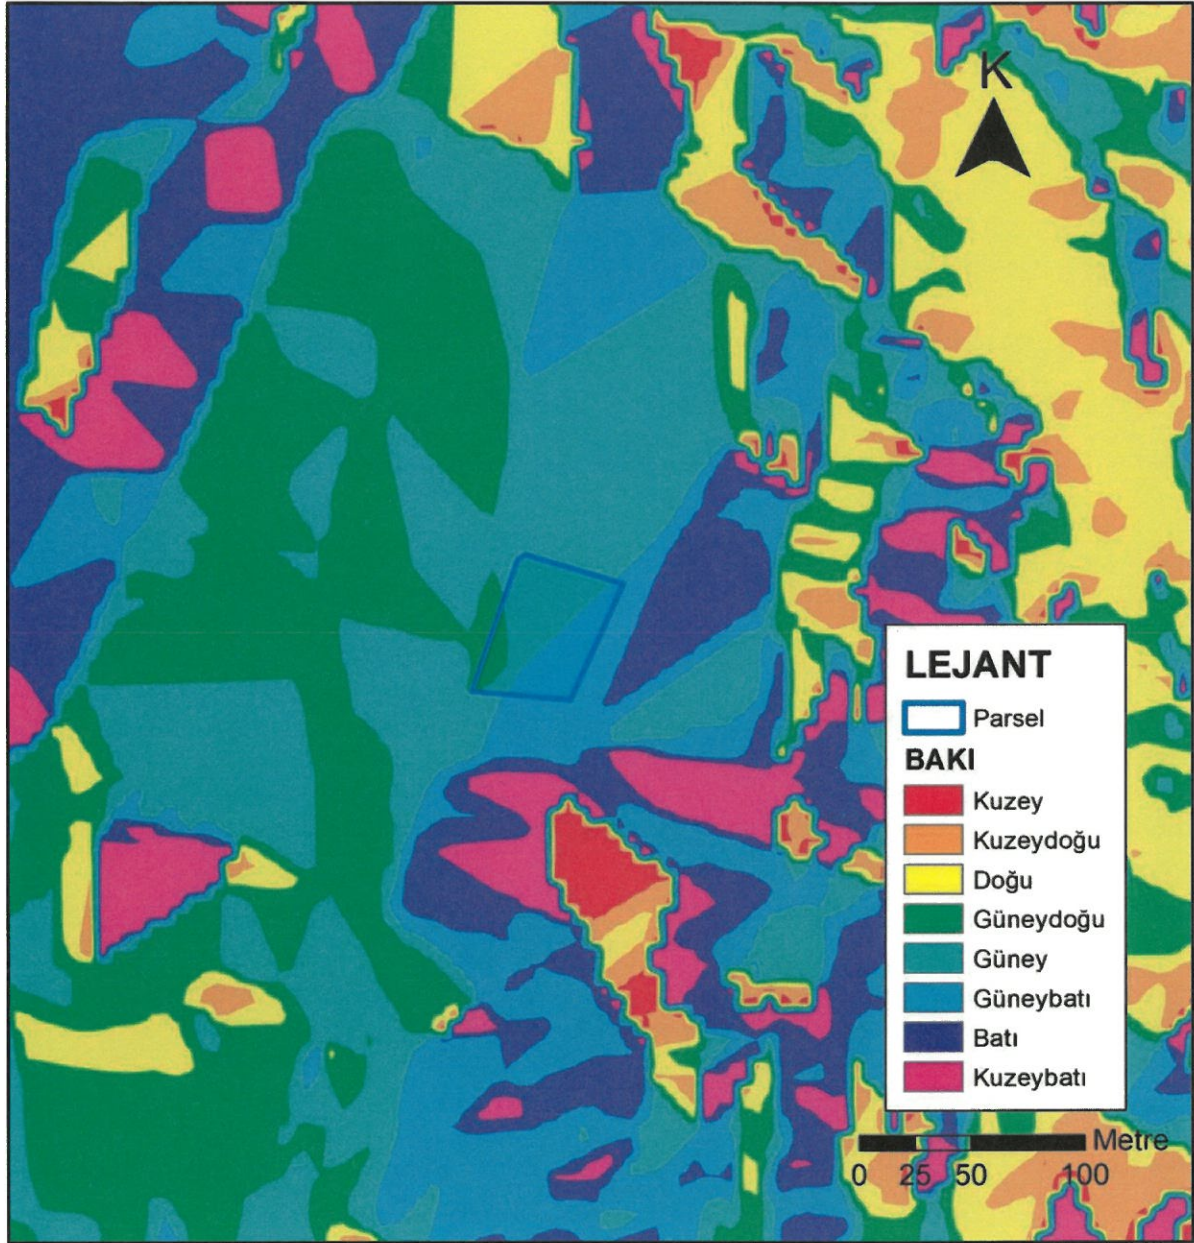 K
LEJANT
Parsel
BAKI
Kuzey
Kuzeydoğu
Doğu
Güneydoğu
Güney
Güneybatı
Batı
Kuzeybatı
Metre
0 25 50 100